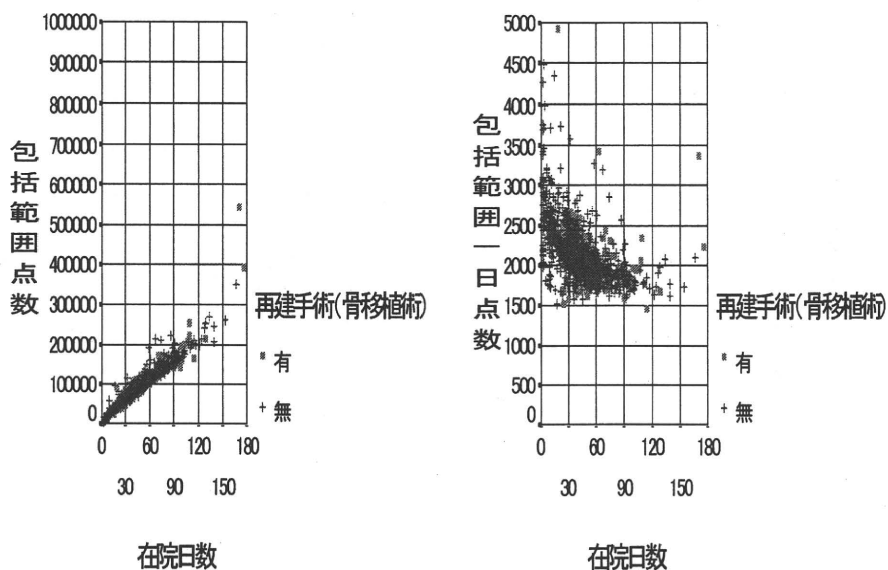 1000000
900000
800000
700000
600000
500000
400000
300000
200000
100000
0
包括範囲点数
0 60 120 180
30 90 150
在院日数
再建手術(骨移植術)
有
無
5000
4500
4000
3500
3000
2500
2000
1500
1000
500
0
包括範囲一日点数
0 60 120 180
30 90 150
在院日数
再建手術(骨移植術)
有
無